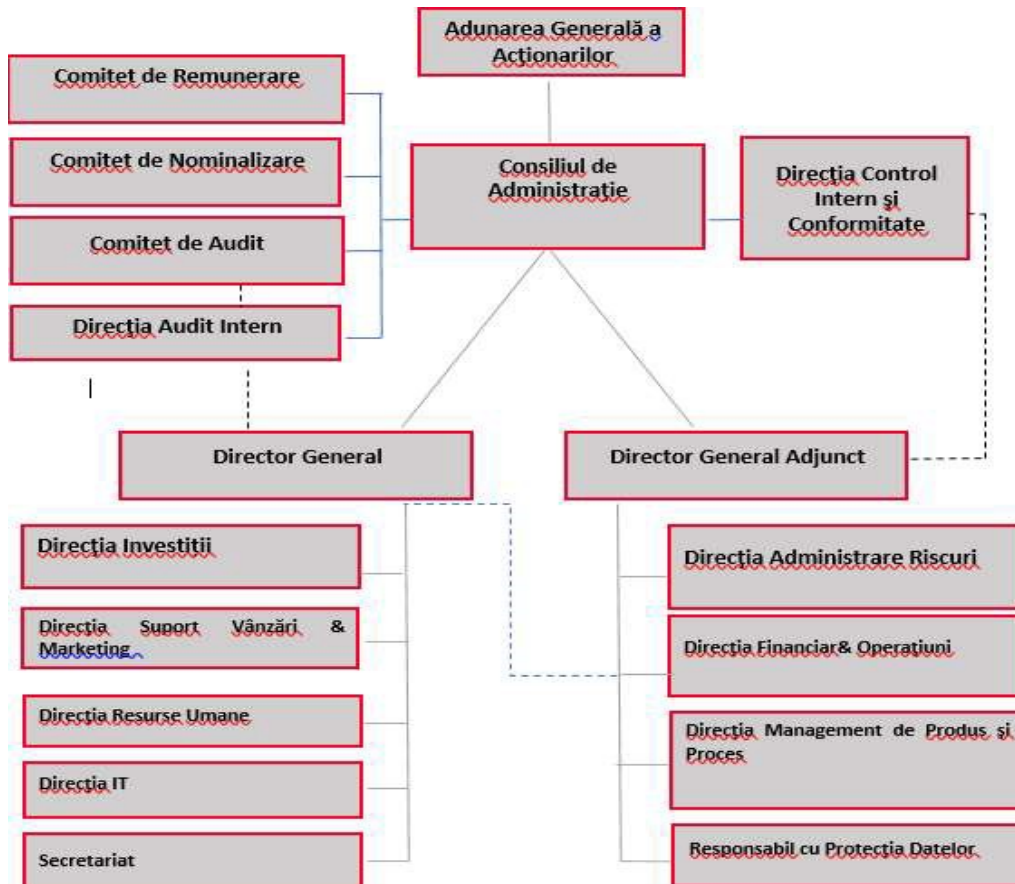 Adunarea Generală a
Acționarilor
Comitet de Remunerare
Comitet de Nominalizare
Comitet de Audit
Direcția Audit Intern
Consiliul de
Administrație
Direcția Control
Intern și
Conformitate
Director General
Director General Adjunct
Direcția Investitii
Direcția Suport Vânzări &
Marketing
Direcția Resurse Umane
Direcția IT
Secretariat
Direcția Administrare Riscuri
Direcția Financiar& Operațiuni
Direcția Management de Produs și
Proces
Responsabil cu Protecția Datelor